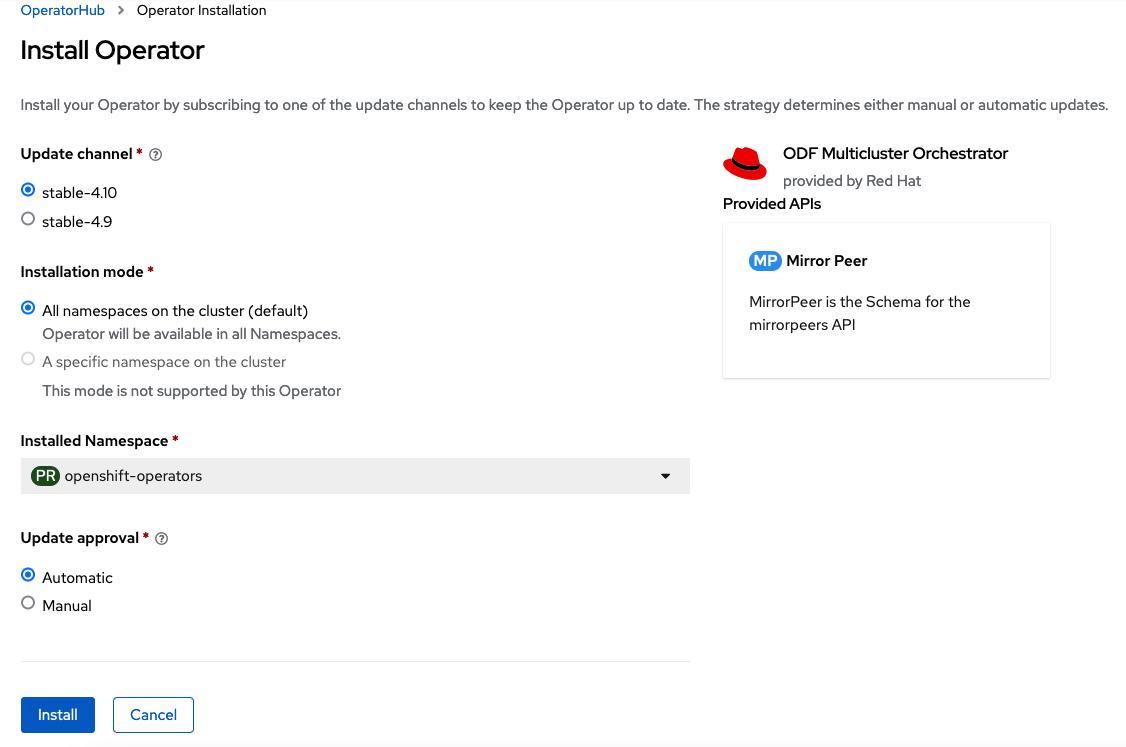 OperatorHub > Operator Installation
Install Operator
Install your Operator by subscribing to one of the update channels to keep the Operator up to date. The strategy determines either manual or automatic updates.
Update channel *
stable-4.10
stable-4.9
Installation mode *
All namespaces on the cluster (default)
Operator will be available in all Namespaces.
A specific namespace on the cluster
This mode is not supported by this Operator
Installed Namespace *
PR openshift-operators
Update approval *
Automatic
Manual
Install Cancel
ODF Multicluster Orchestrator
provided by Red Hat
Provided APIs
MP Mirror Peer
MirrorPeer is the Schema for the
mirrorpeers API